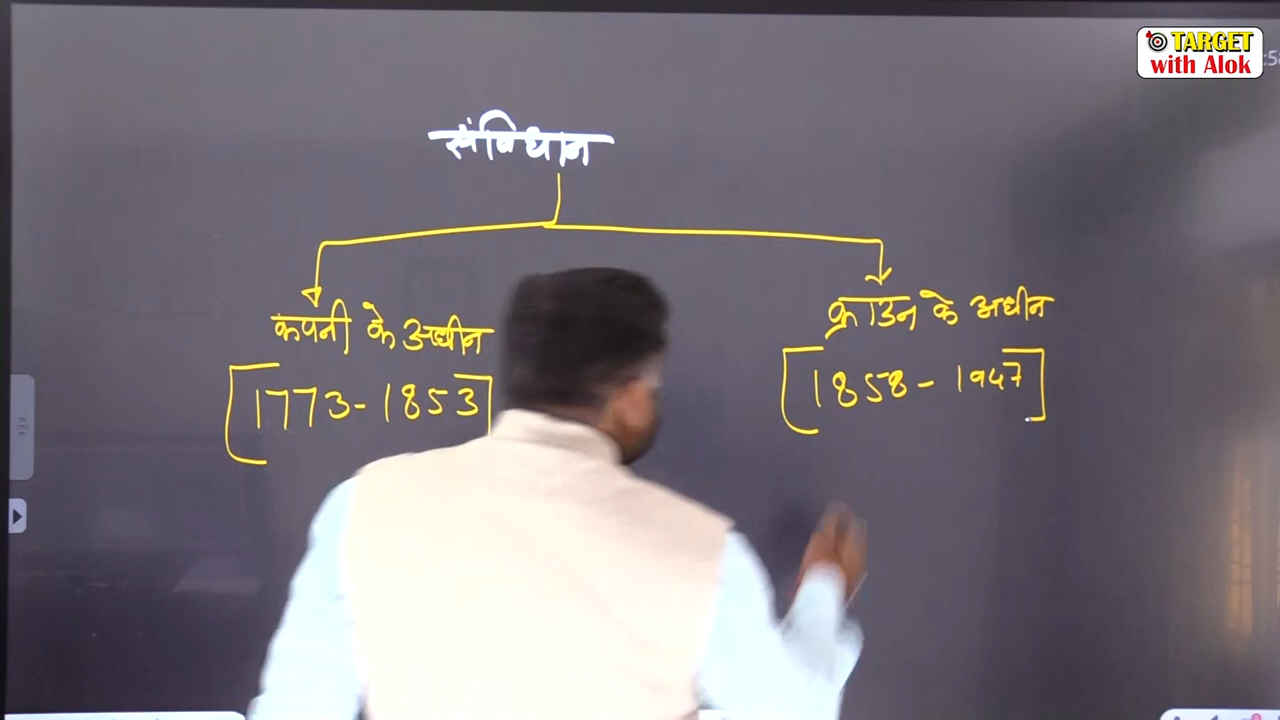 TARGET
with Alok
संविधान
कंपनी के अधीन
[1773-1853]
क्राउन के अधीन
[1858-1947]